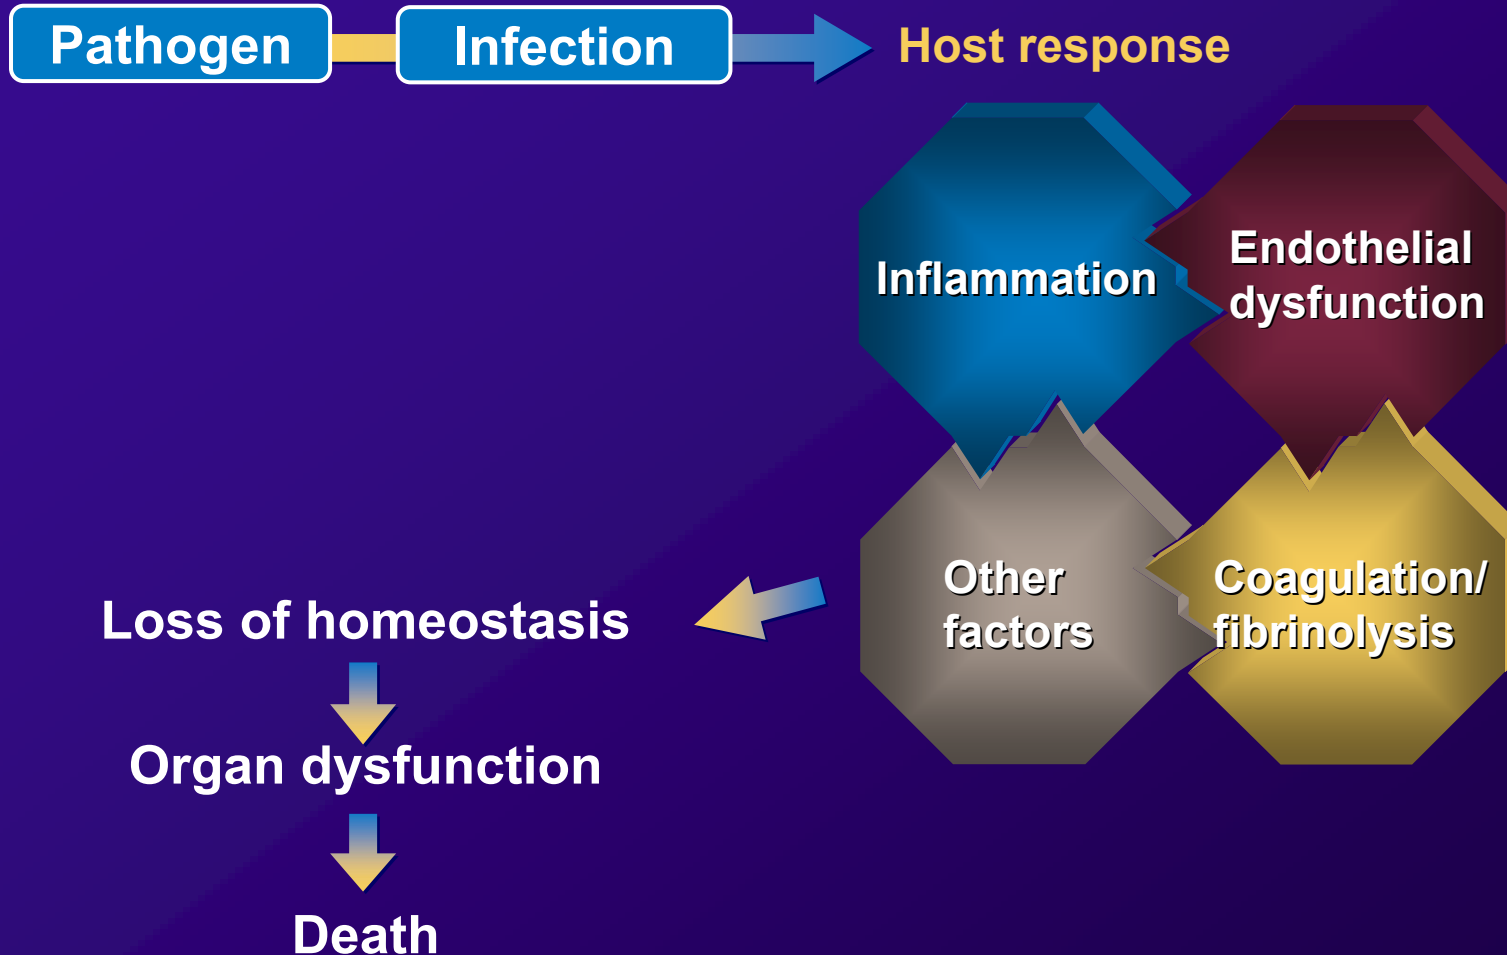 Pathogen
Infection
Host response
Inflammation
Endothelial
dysfunction
Other
factors
Coagulation/
fibrinolysis
Loss of homeostasis
Organ dysfunction
Death